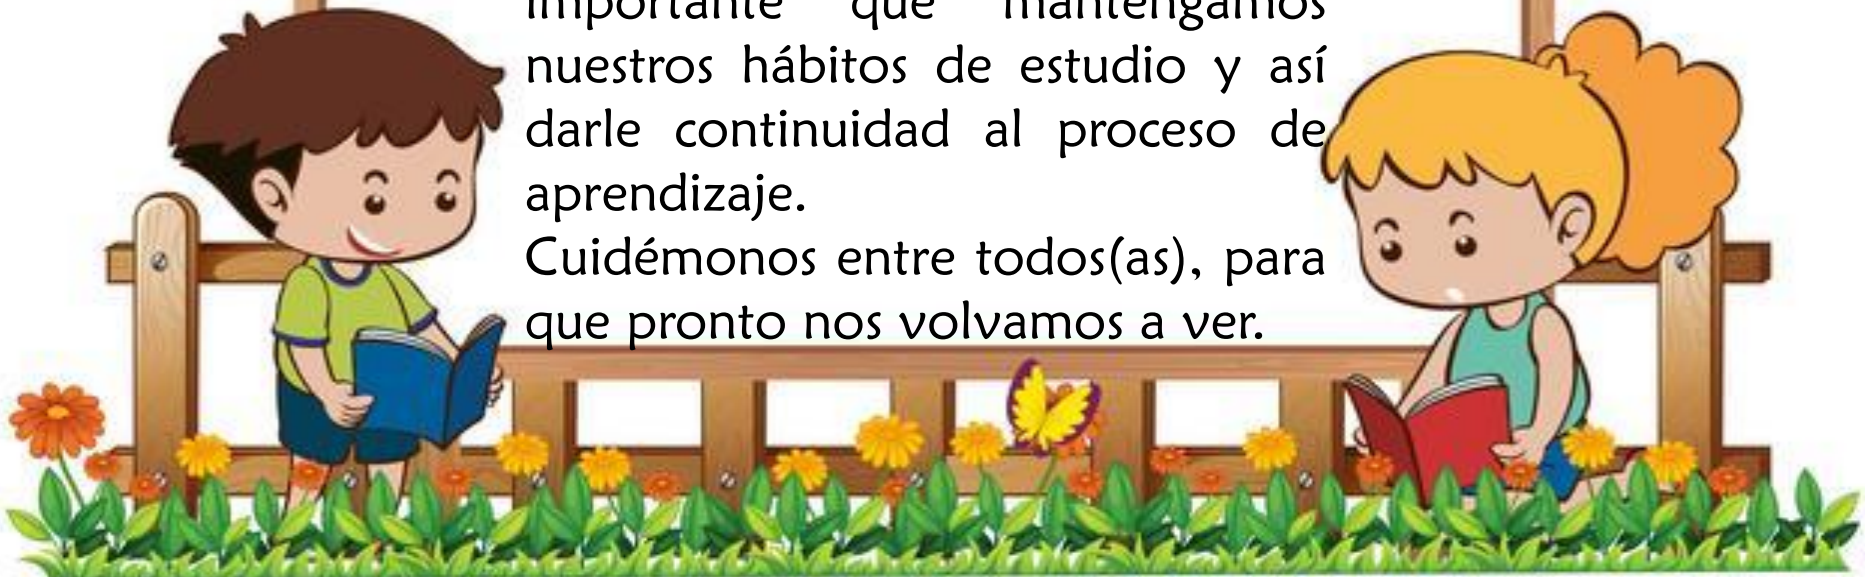 importante que mantengamos
nuestros hábitos de estudio y así
darle continuidad al proceso de
aprendizaje.
Cuidémonos entre todos(as), para
que pronto nos volvamos a ver.